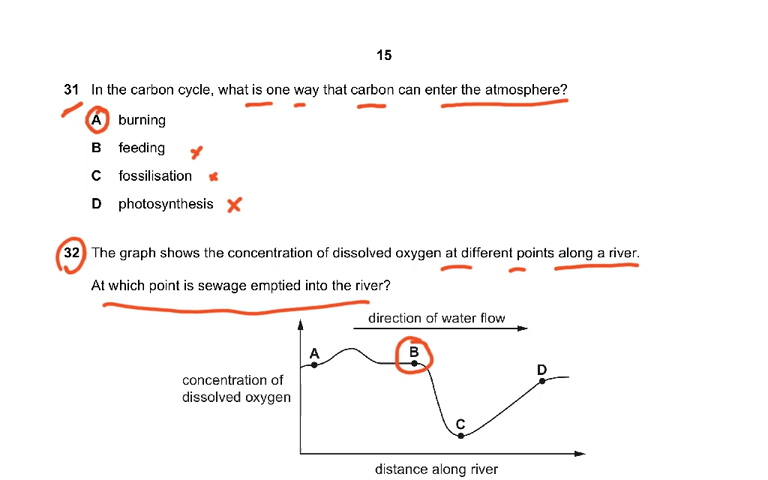 15
31 In the carbon cycle, what is one way that carbon can enter the atmosphere?
A burning
B feeding
C fossilisation
D photosynthesis
32 The graph shows the concentration of dissolved oxygen at different points along a river.
At which point is sewage emptied into the river?
direction of water flow
A
B
D
concentration of
dissolved oxygen
C
distance along river